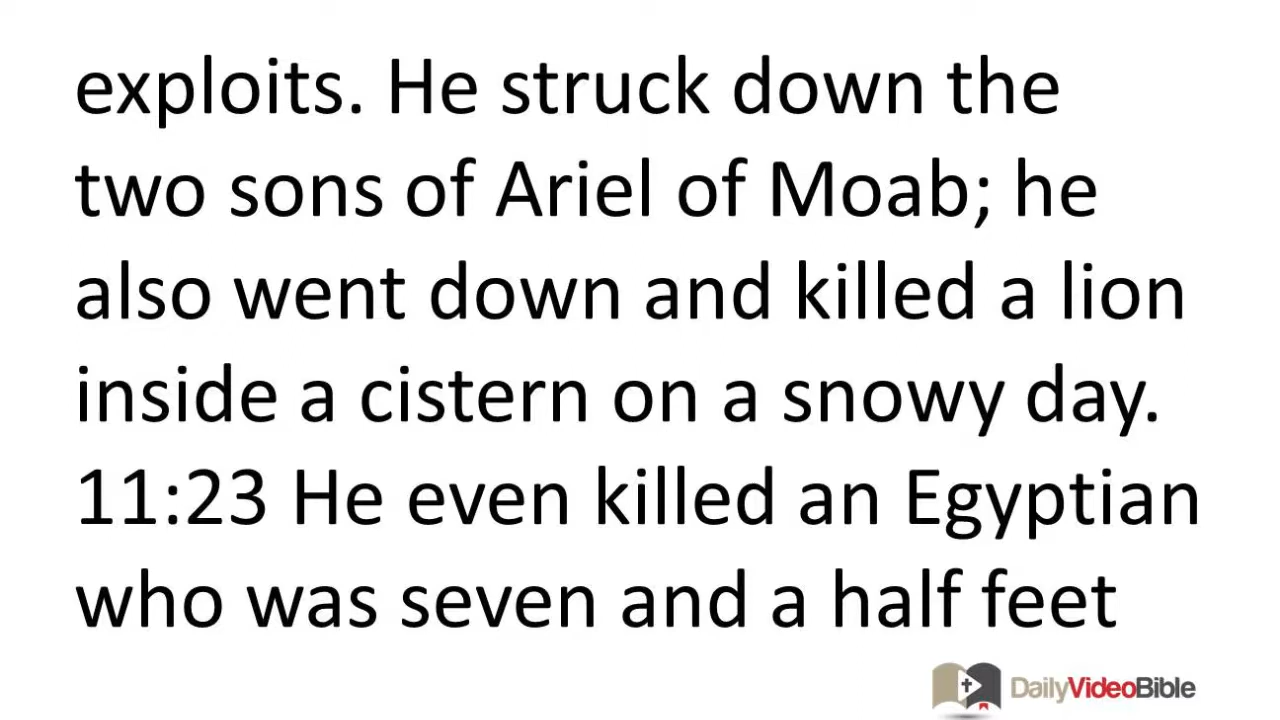 exploits. He struck down the
two sons of Ariel of Moab; he
also went down and killed a lion
inside a cistern on a snowy day.
11:23 He even killed an Egyptian
who was seven and a half feet
DailyVideoBible